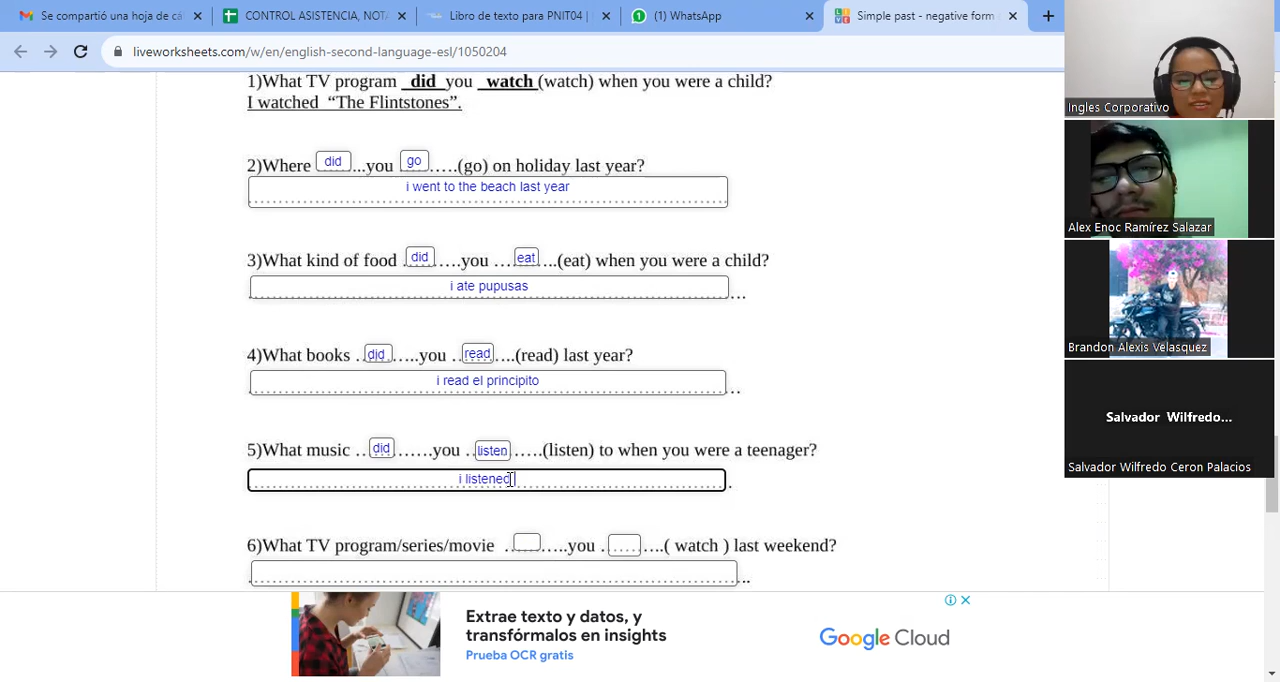 Se compartió una hoja de cá
CONTROL ASISTENCIA, NOTA
Libro de texto para PNIT04
(1) WhatsApp
Simple past - negative form
liveworksheets.com/w/en/english-second-language-esl/1050204
1)What TV program did you watch (watch) when you were a child?
I watched “The Flintstones”.
2)Where did...you go.....(go) on holiday last year?
i went to the beach last year
3)What kind of food did.....you ...eat...(eat) when you were a child?
i ate pupusas
4)What books ...did.....you ...read...(read) last year?
i read el principito
5)What music ...did......you ..listen.....(listen) to when you were a teenager?
i listened
6)What TV program/series/movie ..........you ..........( watch ) last weekend?
Extrae texto y datos, y
transfórmalos en insights
Prueba OCR gratis
Google Cloud
Ingles Corporativo
Alex Enoc Ramírez Salazar
Brandon Alexis Velasquez
Salvador Wilfredo...
Salvador Wilfredo Ceron Palacios